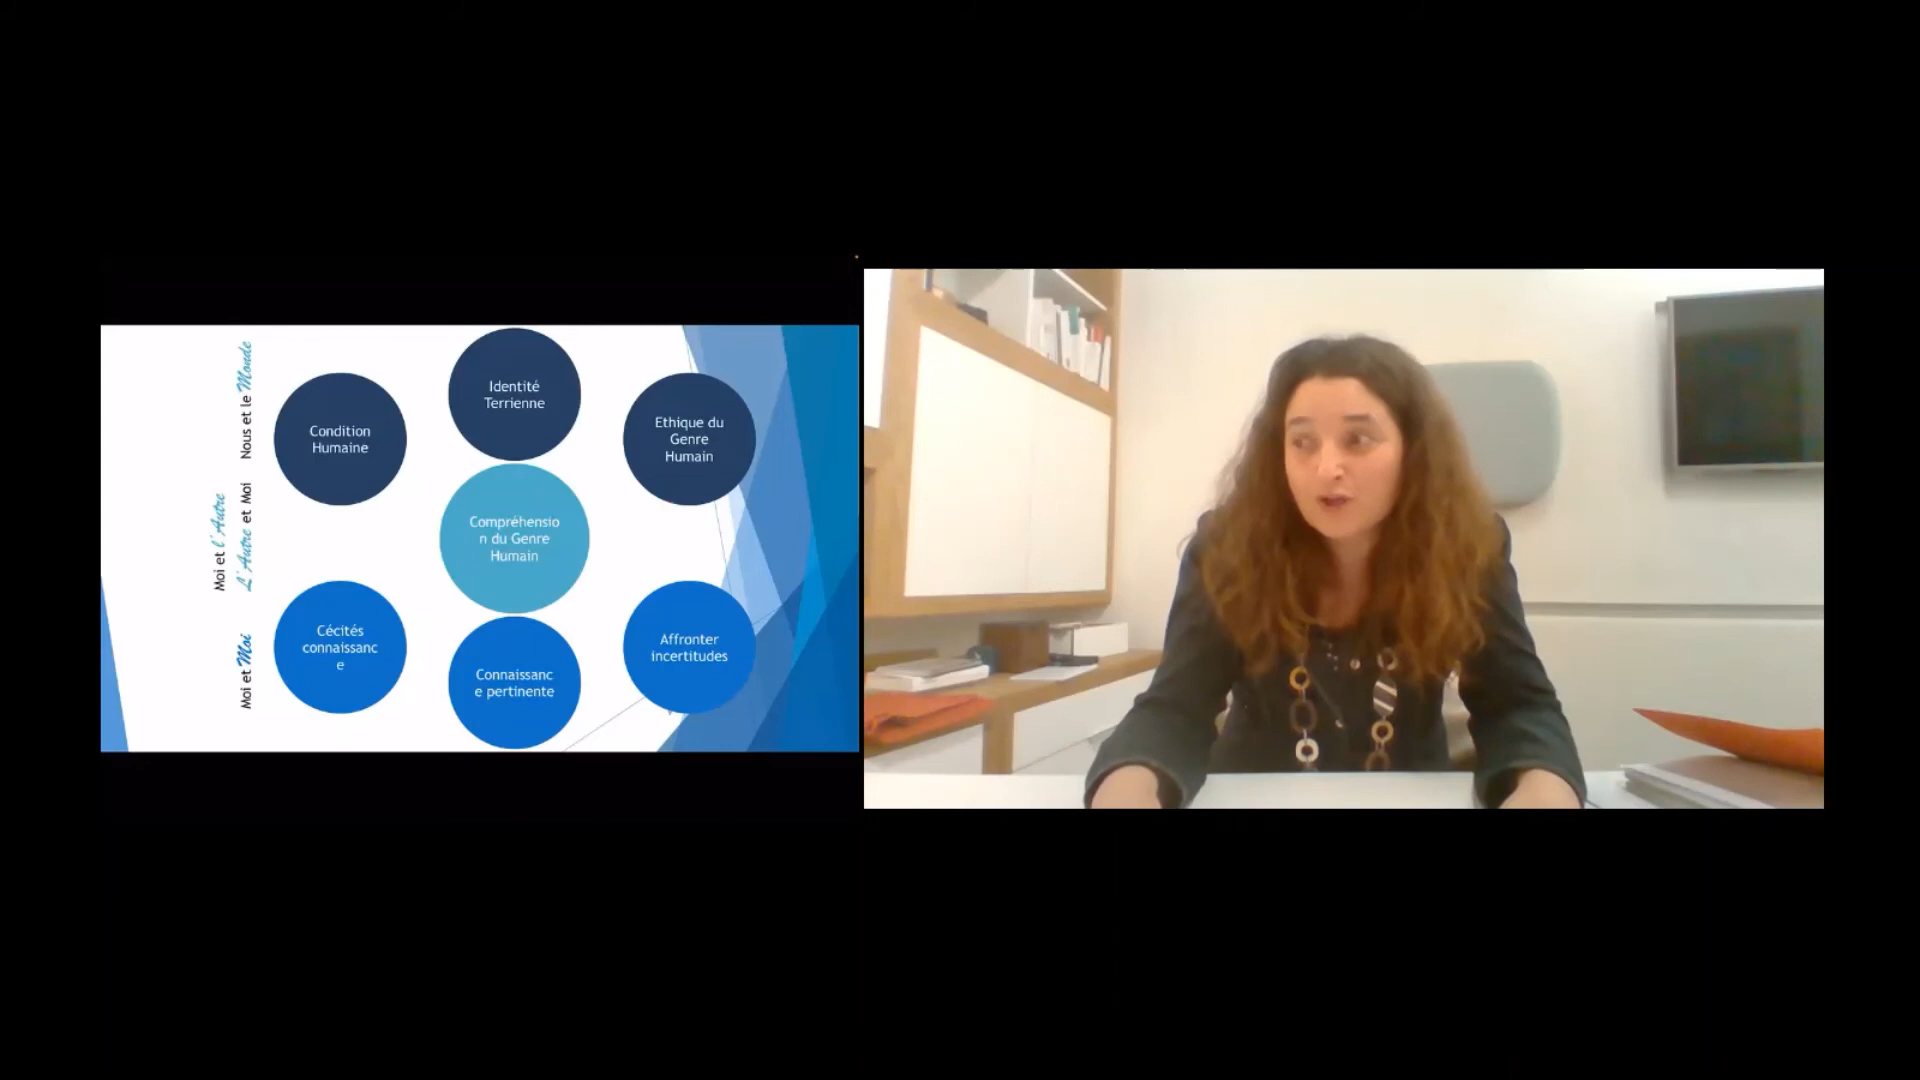 Nous et le Monde
Moi et l'Autre
L'Autre et Moi
Moi et Moi
Identité
Terrienne
Condition
Humaine
Ethique du
Genre
Humain
Compréhensio
n du Genre
Humain
Cécités
connaissanc
e
Connaissanc
e pertinente
Affronter
incertitudes